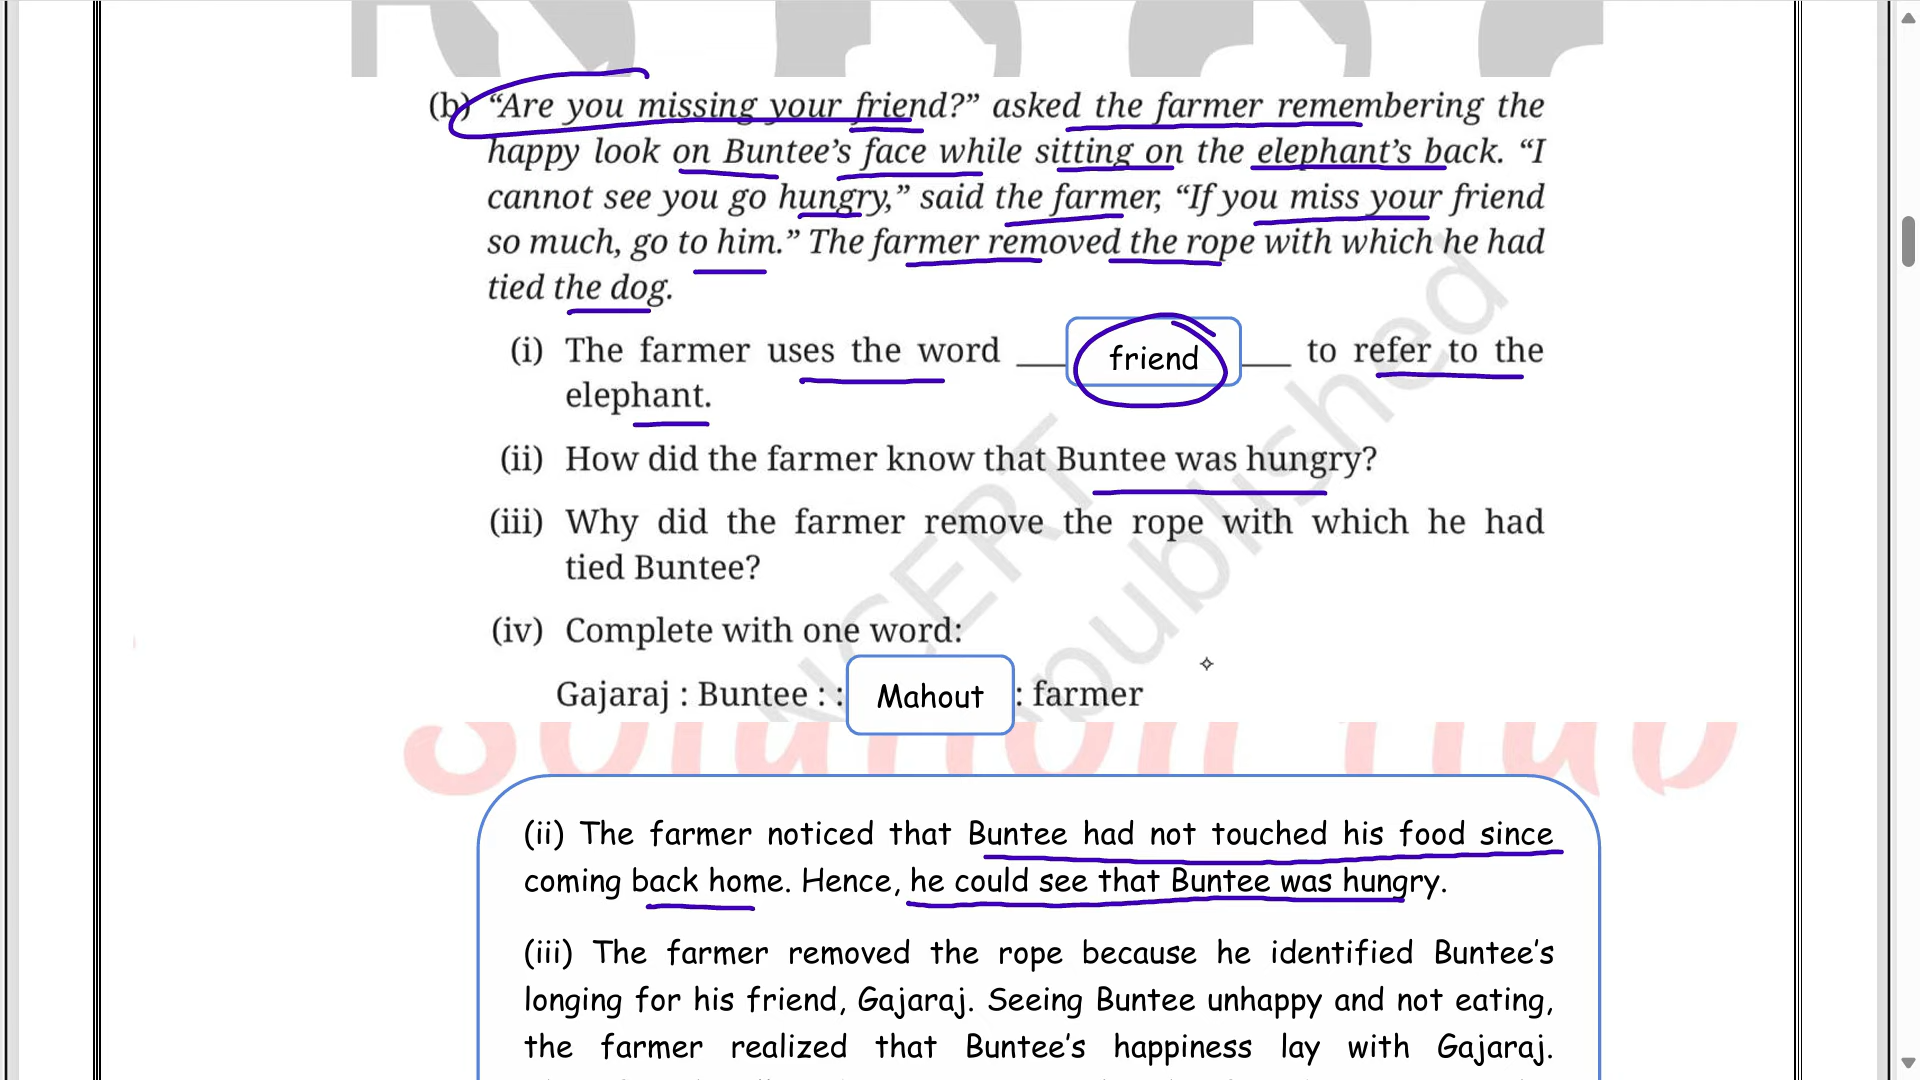 (b) “Are you missing your friend?” asked the farmer remembering the
happy look on Buntee’s face while sitting on the elephant’s back. “I
cannot see you go hungry,” said the farmer, “If you miss your friend
so much, go to him.” The farmer removed the rope with which he had
tied the dog.
(i) The farmer uses the word ___ friend ___ to refer to the
elephant.
(ii) How did the farmer know that Buntee was hungry?
(iii) Why did the farmer remove the rope with which he had
tied Buntee?
(iv) Complete with one word:
Gajaraj : Buntee : : Mahout : farmer
NCERT
published
Solution Hub
(ii) The farmer noticed that Buntee had not touched his food since
coming back home. Hence, he could see that Buntee was hungry.
(iii) The farmer removed the rope because he identified Buntee’s
longing for his friend, Gajaraj. Seeing Buntee unhappy and not eating,
the farmer realized that Buntee’s happiness lay with Gajaraj.